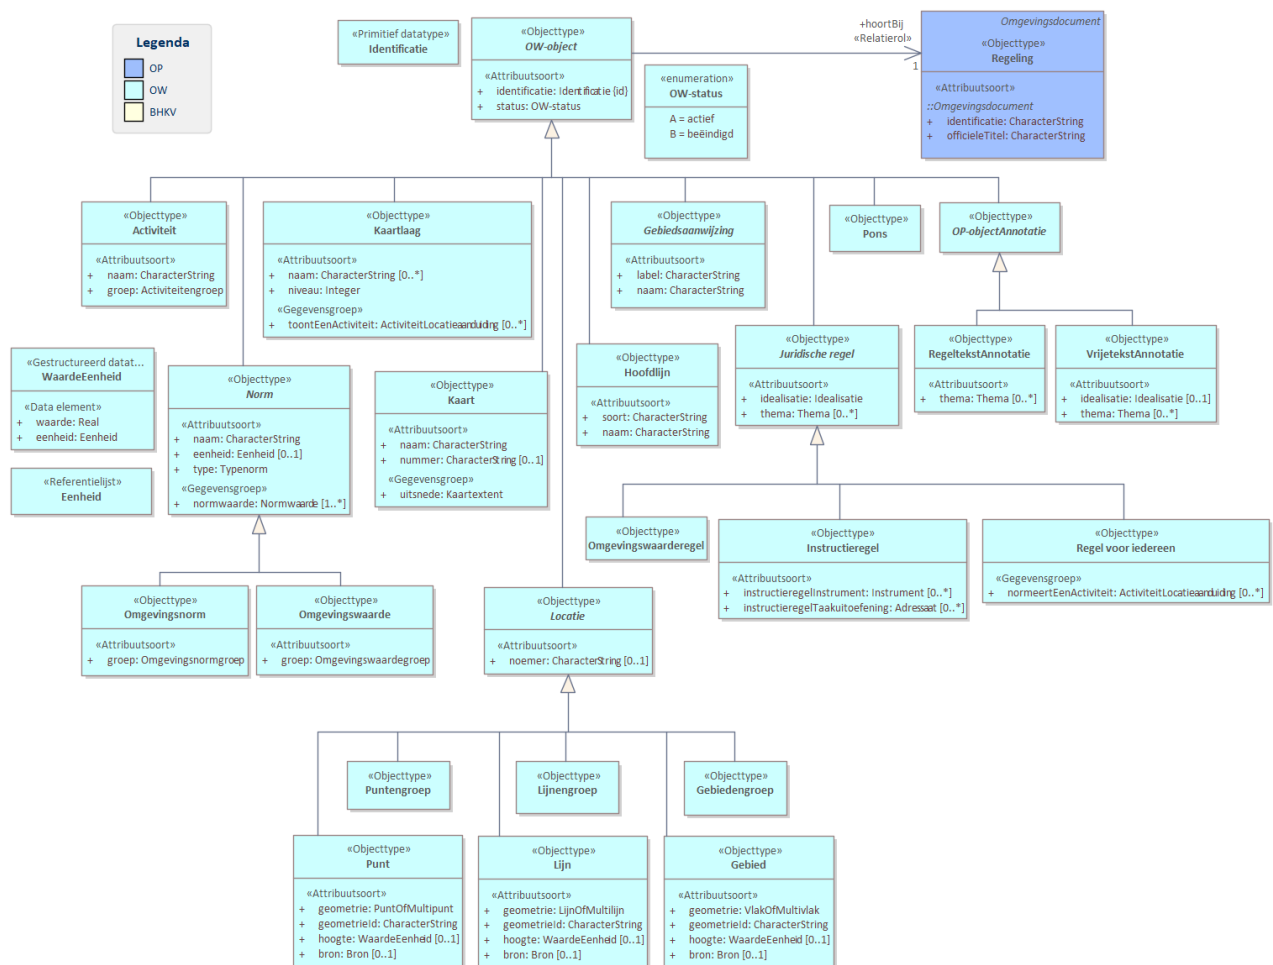 Legenda
OP
OW
BHKV
«Primitief datatype»
Identificatie
«Objecttype»
OW-object
«Attribuutsoort»
+ identificatie: Identificatie {id}
+ status: OW-status
«enumeration»
OW-status
A = actief
B = beëindigd
+hoortBij
«Relatierol»
1
Omgevingsdocument
«Objecttype»
Regeling
«Attribuutsoort»
::Omgevingsdocument
+ identificatie: CharacterString
+ officieleTitel: CharacterString
«Objecttype»
Activiteit
«Attribuutsoort»
+ naam: CharacterString
+ groep: Activiteitengroep
«Objecttype»
Kaartlaag
«Attribuutsoort»
+ naam: CharacterString [0..*]
+ niveau: Integer
«Gegevensgroep»
+ toontEenActiviteit: ActiviteitLocatieaanduiding [0..*]
«Objecttype»
Gebiedsaanwijzing
«Attribuutsoort»
+ label: CharacterString
+ naam: CharacterString
«Objecttype»
Pons
«Objecttype»
OP-objectAnnotatie
«Gestructureerd datat...
WaardeEenheid
«Data element»
+ waarde: Real
+ eenheid: Eenheid
«Referentielijst»
Eenheid
«Objecttype»
Norm
«Attribuutsoort»
+ naam: CharacterString
+ eenheid: Eenheid [0..1]
+ type: Typenorm
«Gegevensgroep»
+ normwaarde: Normwaarde [1..*]
«Objecttype»
Kaart
«Attribuutsoort»
+ naam: CharacterString
+ nummer: CharacterString [0..1]
«Gegevensgroep»
+ uitsnede: Kaartextent
«Objecttype»
Hoofdlijn
«Attribuutsoort»
+ soort: CharacterString
+ naam: CharacterString
«Objecttype»
Juridische regel
«Attribuutsoort»
+ idealisatie: Idealisatie
+ thema: Thema [0..*]
«Objecttype»
RegeltekstAnnotatie
«Attribuutsoort»
+ thema: Thema [0..*]
«Objecttype»
VrijetekstAnnotatie
«Attribuutsoort»
+ idealisatie: Idealisatie [0..1]
+ thema: Thema [0..*]
«Objecttype»
Omgevingswaarderegel
«Objecttype»
Instructieregel
«Attribuutsoort»
+ instructieregelInstrument: Instrument [0..*]
+ instructieregelTaakuitoefening: Adressaat [0..*]
«Objecttype»
Regel voor iedereen
«Gegevensgroep»
+ normeertEenActiviteit: ActiviteitLocatieaanduiding [0..*]
«Objecttype»
Omgevingsnorm
«Attribuutsoort»
+ groep: Omgevingsnormgroep
«Objecttype»
Omgevingswaarde
«Attribuutsoort»
+ groep: Omgevingswaardegroep
«Objecttype»
Locatie
«Attribuutsoort»
+ noemer: CharacterString [0..1]
«Objecttype»
Puntengroep
«Objecttype»
Lijnengroep
«Objecttype»
Gebiedengroep
«Objecttype»
Punt
«Attribuutsoort»
+ geometrie: PuntOfMultipunt
+ geometrieId: CharacterString
+ hoogte: WaardeEenheid [0..1]
+ bron: Bron [0..1]
«Objecttype»
Lijn
«Attribuutsoort»
+ geometrie: LijnOfMultilijn
+ geometrieId: CharacterString
+ hoogte: WaardeEenheid [0..1]
+ bron: Bron [0..1]
«Objecttype»
Gebied
«Attribuutsoort»
+ geometrie: VlakOfMultivlak
+ geometrieId: CharacterString
+ hoogte: WaardeEenheid [0..1]
+ bron: Bron [0..1]